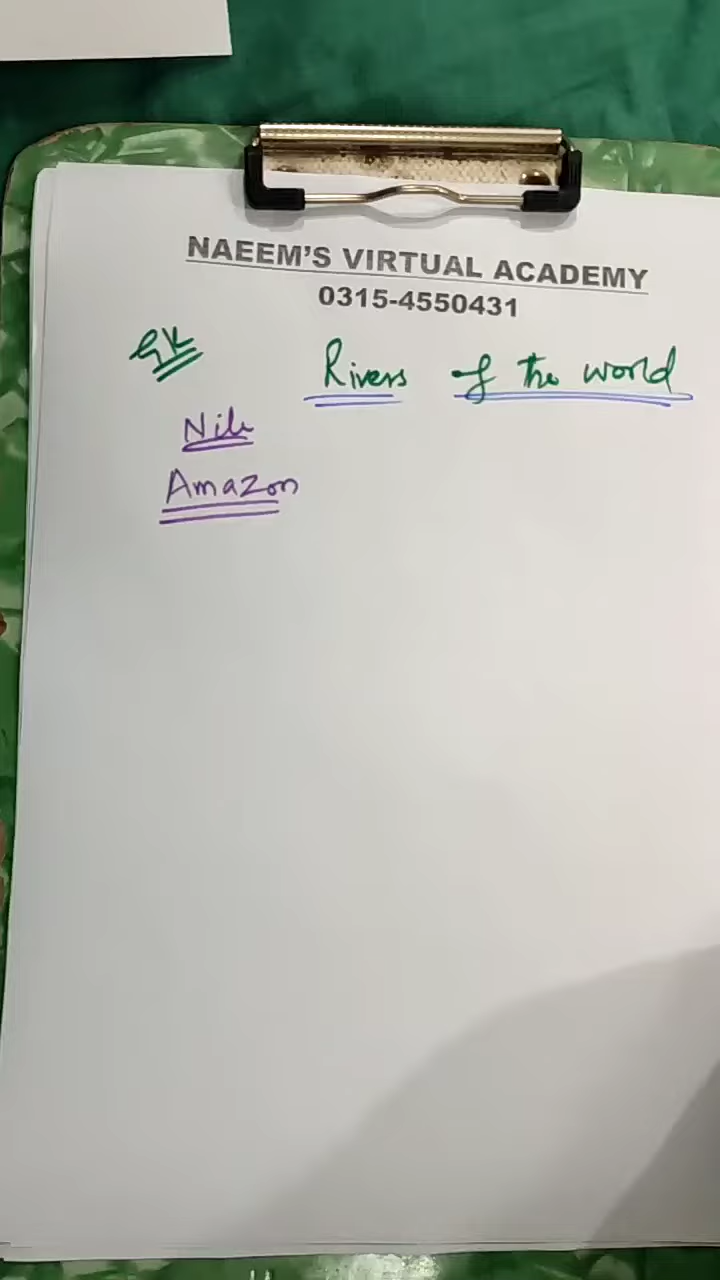 NAEEM'S VIRTUAL ACADEMY
0315-4550431
GK
Rivers of the world
Nile
Amazon